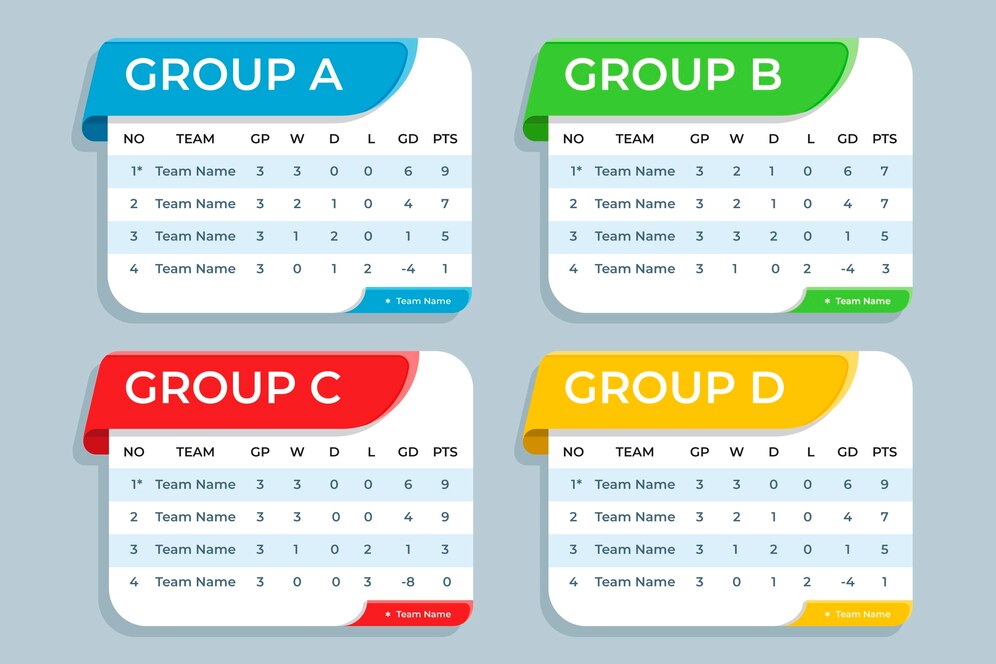 GROUP A
NO TEAM GP W D L GD PTS
1* Team Name 3 3 0 0 6 9
2 Team Name 3 2 1 0 4 7
3 Team Name 3 1 2 0 1 5
4 Team Name 3 0 1 2 -4 1
* Team Name
GROUP B
NO TEAM GP W D L GD PTS
1* Team Name 3 2 1 0 6 7
2 Team Name 3 2 1 0 4 7
3 Team Name 3 3 2 0 1 5
4 Team Name 3 1 0 2 -4 3
* Team Name
GROUP C
NO TEAM GP W D L GD PTS
1* Team Name 3 3 0 0 6 9
2 Team Name 3 3 0 0 4 9
3 Team Name 3 1 0 2 1 3
4 Team Name 3 0 0 3 -8 0
* Team Name
GROUP D
NO TEAM GP W D L GD PTS
1* Team Name 3 3 0 0 6 9
2 Team Name 3 2 1 0 4 7
3 Team Name 3 1 2 0 1 5
4 Team Name 3 0 1 2 -4 1
* Team Name